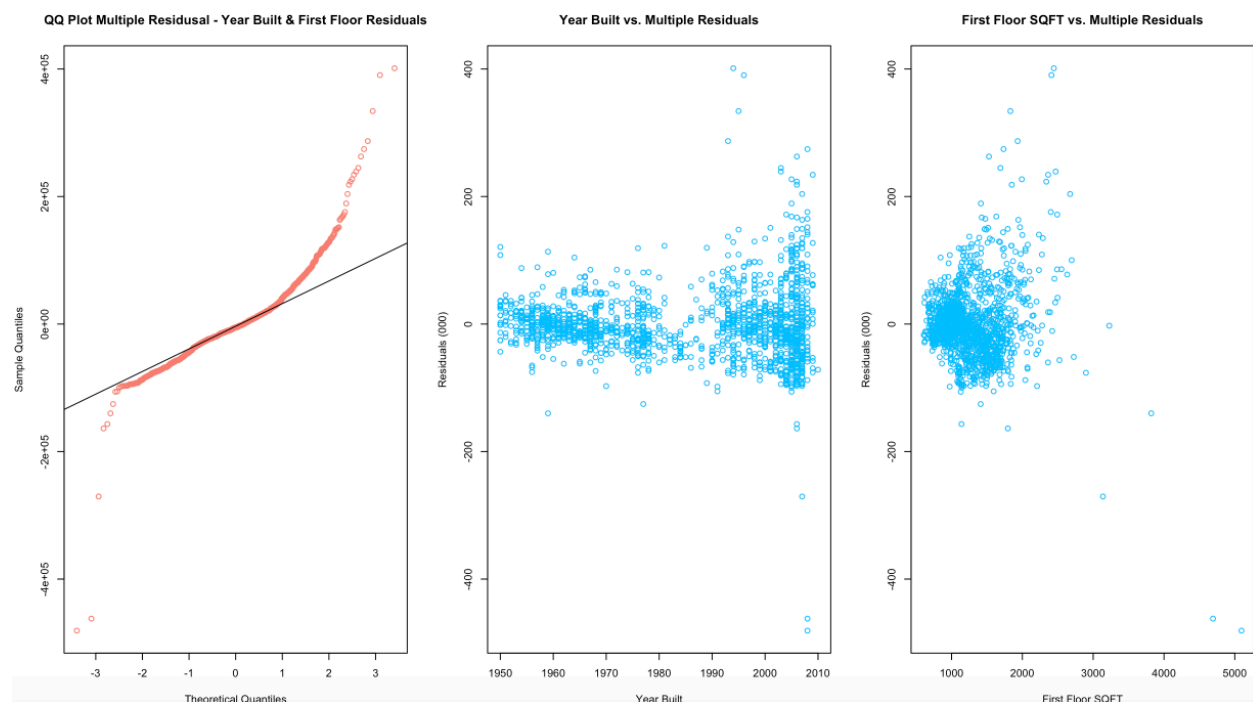 QQ Plot Multiple Redisusal - Year Built & First Floor Residuals
Sample Quantiles
4e+05
2e+05
0e+00
-2e+05
-4e+05
-3 -2 -1 0 1 2 3
Theoretical Quantiles
Year Built vs. Multiple Residuals
Residuals (000)
400
200
0
-200
-400
1950 1960 1970 1980 1990 2000 2010
Year Built
First Floor SQFT vs. Multiple Residuals
Residuals (000)
400
200
0
-200
-400
1000 2000 3000 4000 5000
First Floor SQFT